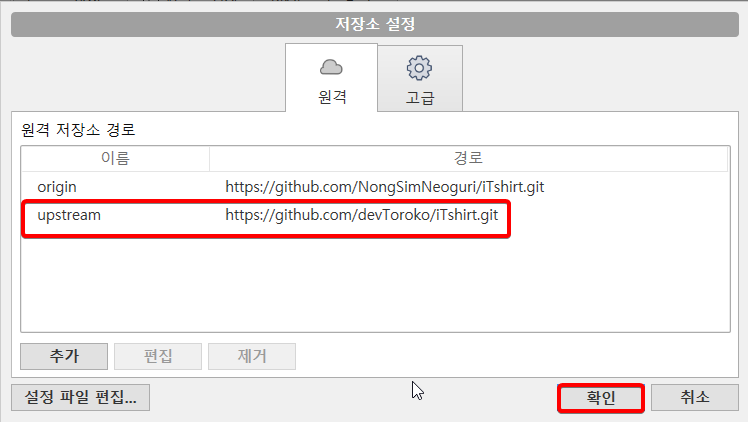 저장소 설정
원격
고급
원격 저장소 경로
이름 경로
origin https://github.com/NongSimNeoguri/iTshirt.git
upstream https://github.com/devToroko/iTshirt.git
추가 편집 제거
설정 파일 편집... 확인 취소